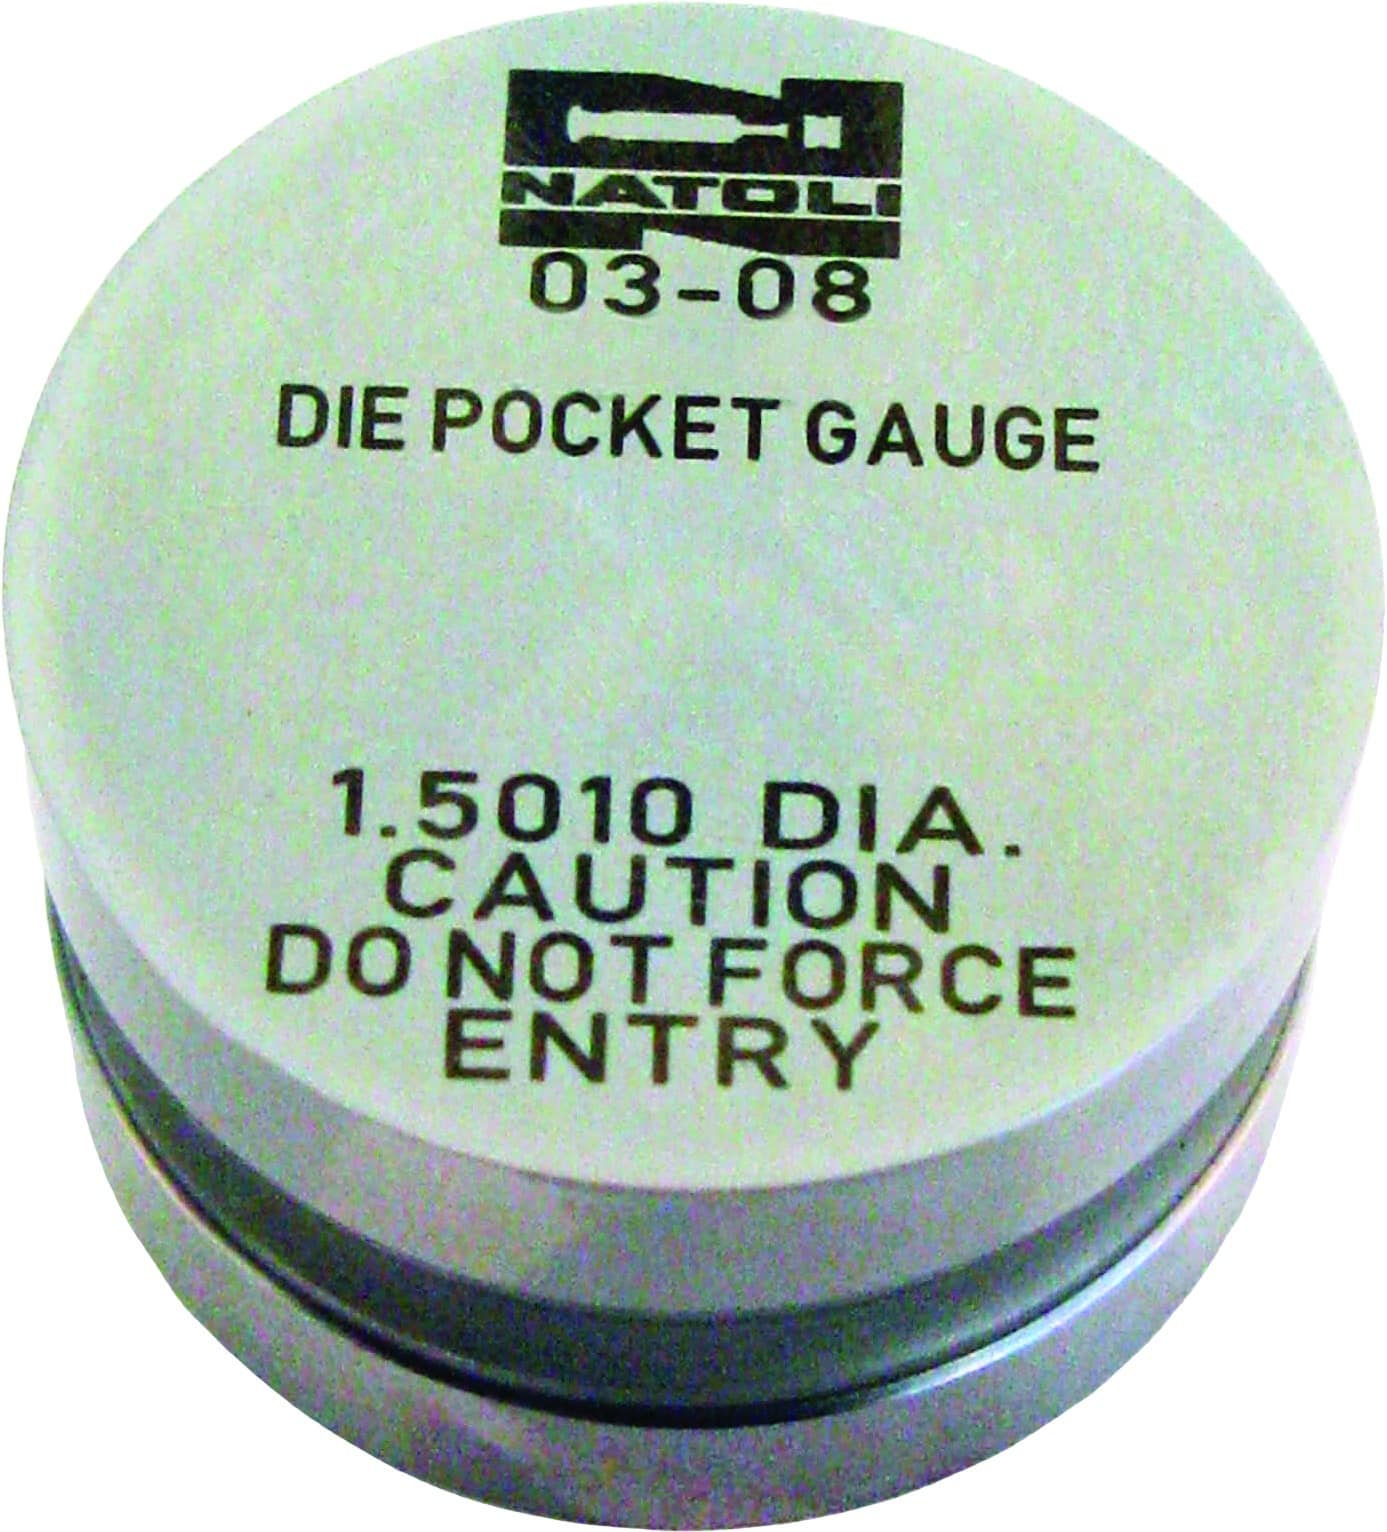 NATOLI
03-08
DIE POCKET GAUGE
1.5010 DIA.
CAUTION
DO NOT FORCE
ENTRY